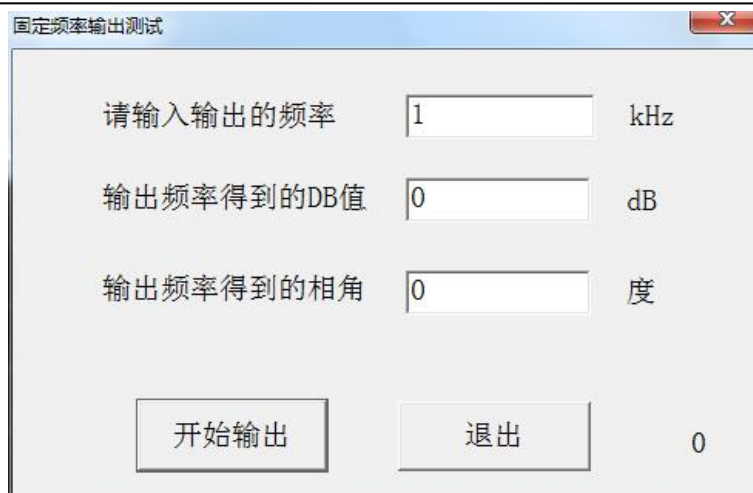 固定频率输出测试
请输入输出的频率 1 kHz
输出频率得到的DB值 0 dB
输出频率得到的相角 0 度
开始输出 退出 0